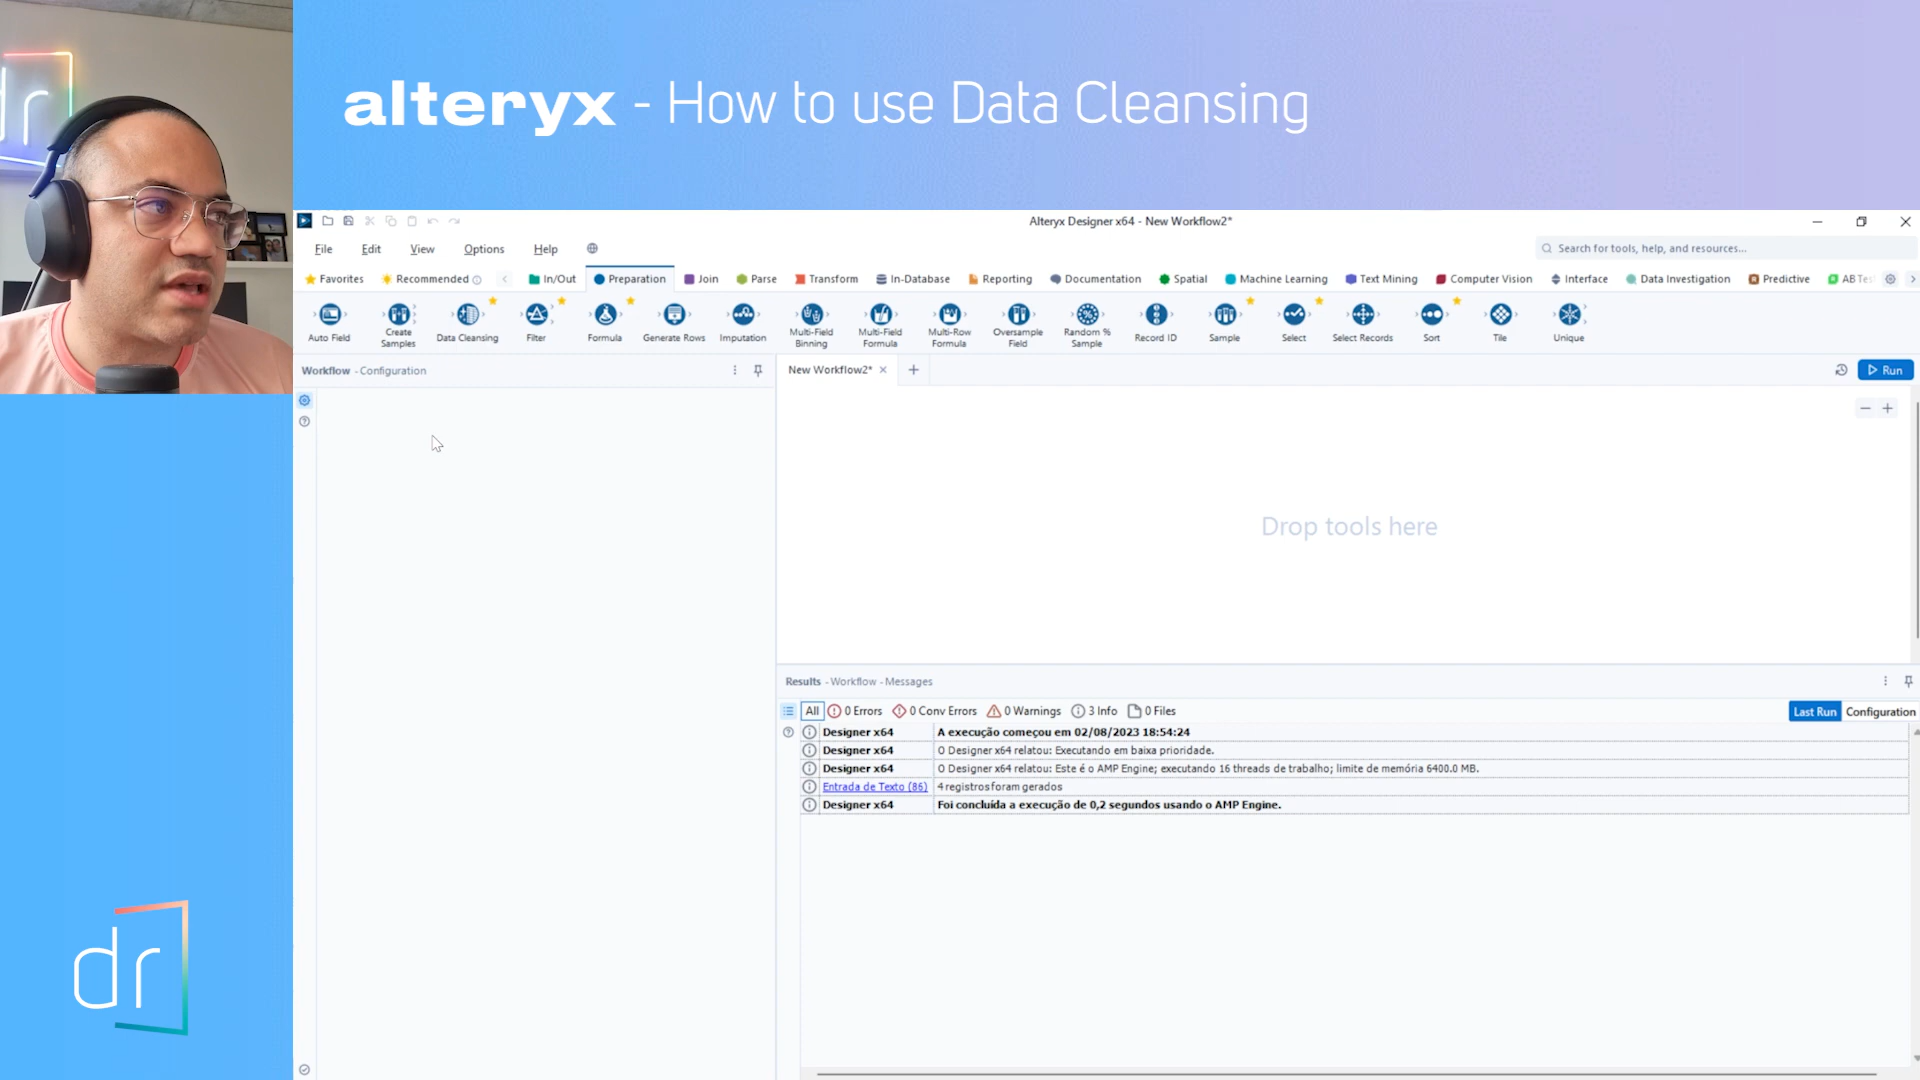 dr
alteryx - How to use Data Cleansing
Alteryx Designer x64 - New Workflow2*
File Edit View Options Help
Search for tools, help, and resources...
Favorites Recommended In/Out Preparation Join Parse Transform In-Database Reporting Documentation Spatial Machine Learning Text Mining Computer Vision Interface Data Investigation Predictive AB Tes
Auto Field
Create Samples
Data Cleansing
Filter
Formula
Generate Rows
Imputation
Multi-Field Binning
Multi-Field Formula
Multi-Row Formula
Oversample Field
Random % Sample
Record ID
Sample
Select
Select Records
Sort
Tile
Unique
Workflow - Configuration
New Workflow2*
Run
Drop tools here
Results - Workflow - Messages
All 0 Errors 0 Conv Errors 0 Warnings 3 Info 0 Files Last Run Configuration
Designer x64 A execução começou em 02/08/2023 18:54:24
Designer x64 O Designer x64 relatou: Executando em baixa prioridade.
Designer x64 O Designer x64 relatou: Este é o AMP Engine; executando 16 threads de trabalho; limite de memória 6400.0 MB.
Entrada de Texto (86) 4 registros foram gerados
Designer x64 Foi concluída a execução de 0,2 segundos usando o AMP Engine.
dr